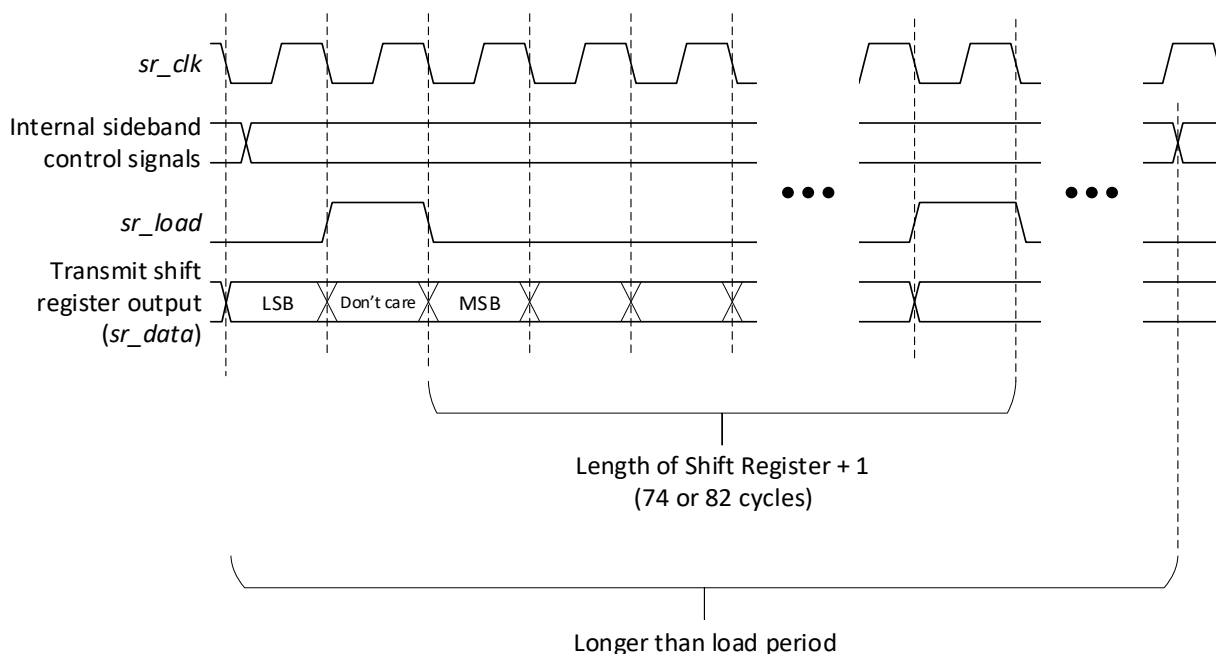 sr_clk
Internal sideband
control signals
sr_load
Transmit shift
register output
(sr_data)
LSB
Don't care
MSB
Length of Shift Register + 1
(74 or 82 cycles)
Longer than load period